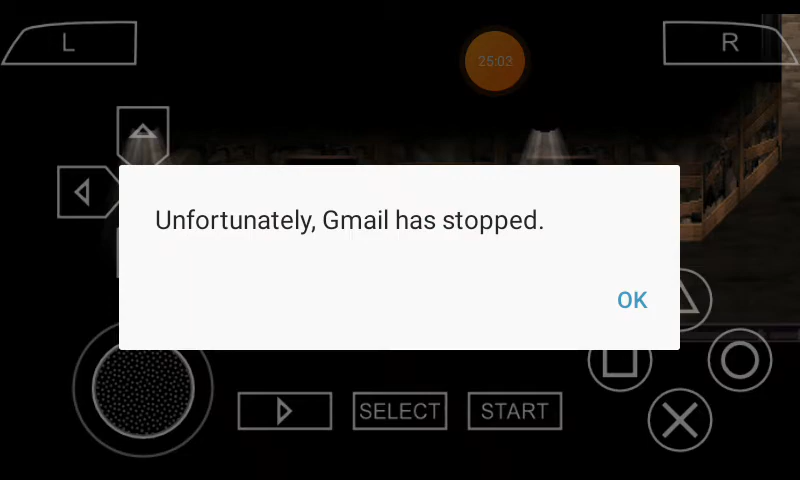 L
25:03
R
Unfortunately, Gmail has stopped.
OK
SELECT
START